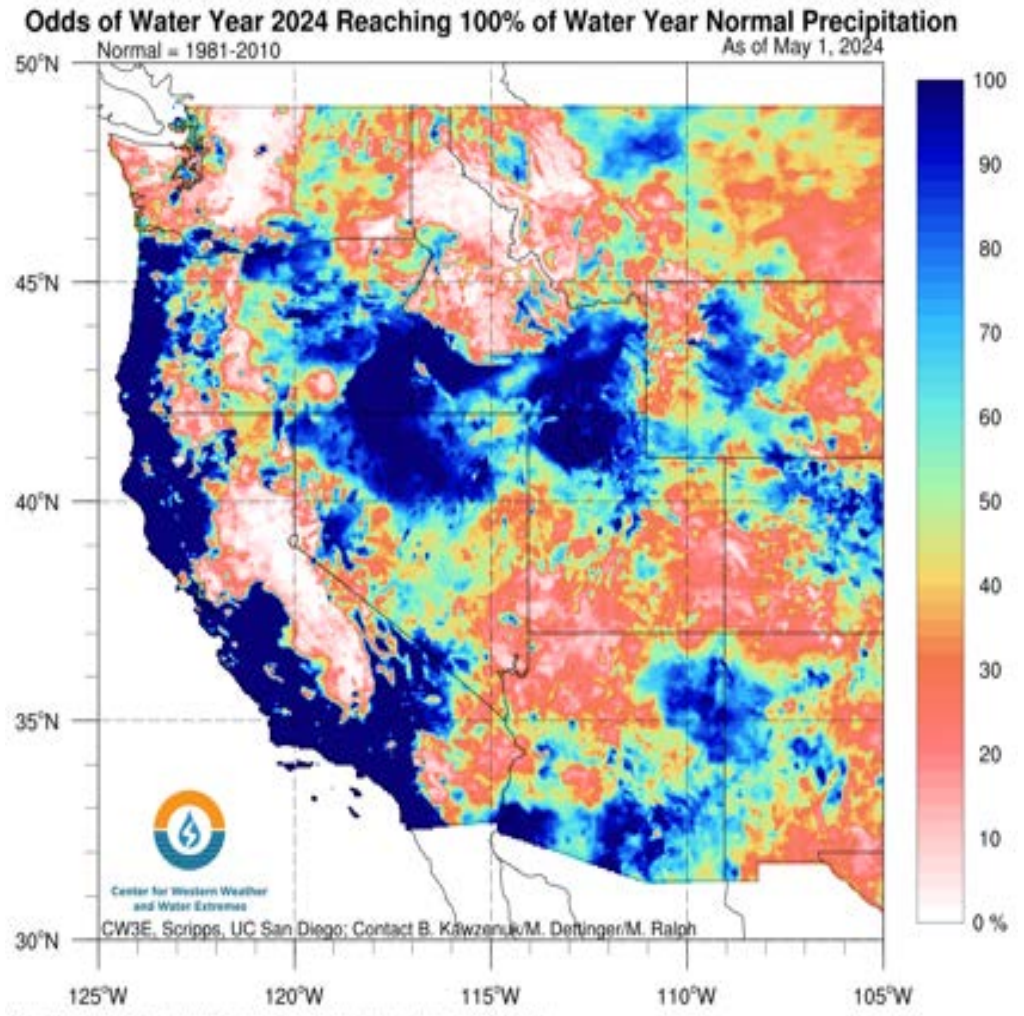 Odds of Water Year 2024 Reaching 100% of Water Year Normal Precipitation
Normal = 1981-2010
As of May 1, 2024
50°N
45°N
40°N
35°N
30°N
125°W
120°W
115°W
110°W
105°W
100
90
80
70
60
50
40
30
20
10
0 %
Center for Western Weather
and Water Extremes
CW3E, Scripps, UC San Diego; Contact B. Kawzenuk/M. Dettinger/M. Ralph